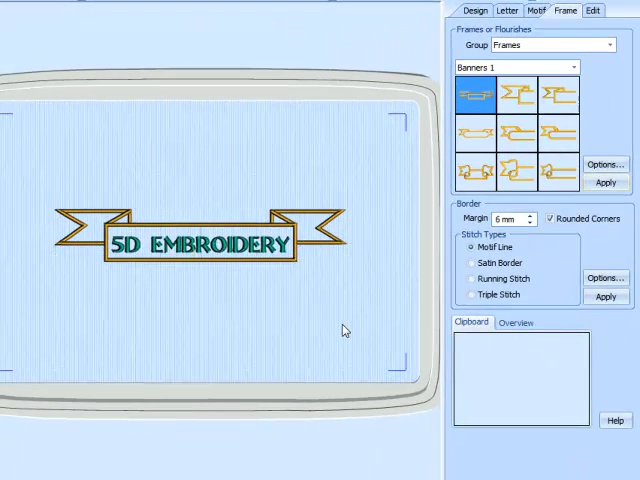 Design Letter Motif Frame Edit
Frames or Flourishes
Group Frames
Banners 1
Options...
Apply
Border
Margin 6 mm Rounded Corners
Stitch Types
Motif Line
Satin Border
Running Stitch
Options...
Triple Stitch
Apply
Clipboard Overview
Help
5D EMBROIDERY